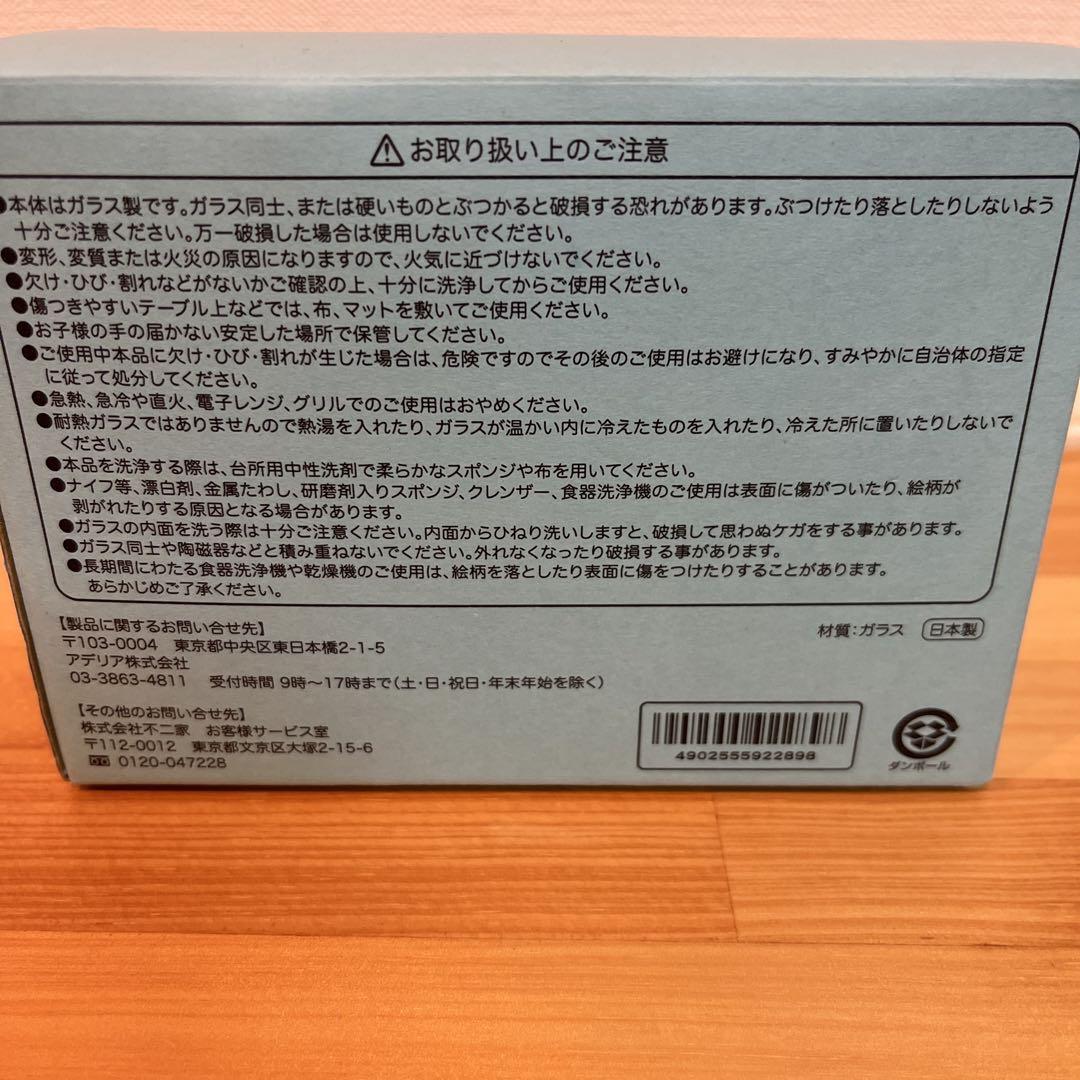 ⚠お取り扱い上のご注意
●本体はガラス製です。ガラス同士、または硬いものとぶつかると破損する恐れがあります。ぶつけたり落としたりしないよう
十分ご注意ください。万一破損した場合は使用しないでください。
●変形、変質または火災の原因になりますので、火気に近づけないでください。
●欠け・ひび・割れなどがないかご確認の上、十分に洗浄してからご使用ください。
●傷つきやすいテーブル上などでは、布、マットを敷いてご使用ください。
●お子様の手の届かない安定した場所で保管してください。
●ご使用中本品に欠け・ひび・割れが生じた場合は、危険ですのでその後のご使用はお避けになり、すみやかに自治体の指定
に従って処分してください。
●急熱、急冷や直火、電子レンジ、グリルでのご使用はおやめください。
●耐熱ガラスではありませんので熱湯を入れたり、ガラスが温かい内に冷えたものを入れたり、冷えた所に置いたりしないで
ください。
●本品を洗浄する際は、台所用中性洗剤で柔らかなスポンジや布を用いてください。
●ナイフ等、漂白剤、金属たわし、研磨剤入りスポンジ、クレンザー、食器洗浄機のご使用は表面に傷がついたり、絵柄が
剥がれたりする原因となる場合があります。
●ガラスの内面を洗う際は十分ご注意ください。内面からひねり洗いしますと、破損して思わぬケガをする事があります。
●ガラス同士や陶磁器などと積み重ねないでください。外れなくなったり破損する事があります。
●長期間にわたる食器洗浄機や乾燥機のご使用は、絵柄を落としたり表面に傷をつけたりすることがあります。
あらかじめご了承ください。
【製品に関するお問い合せ先】
〒103-0004 東京都中央区東日本橋2-1-5
アデリア株式会社
03-3863-4811 受付時間 9時〜17時まで(土・日・祝日・年末年始を除く)
材質:ガラス 日本製
【その他のお問い合せ先】
株式会社不二家 お客様サービス室
〒112-0012 東京都文京区大塚2-15-6
0120-047228
4902555922898
ダンボール